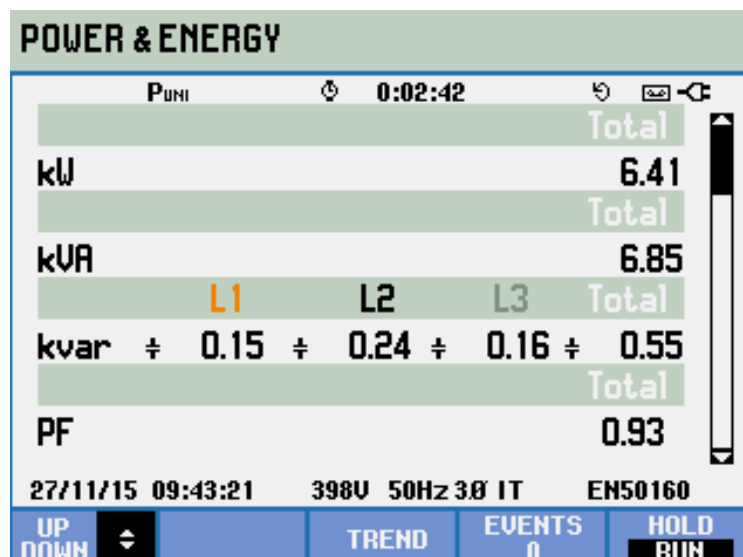 POWER & ENERGY
PUNI 0:02:42
Total
kW 6.41
Total
kVA 6.85
L1 L2 L3 Total
kvar 0.15 0.24 0.16 0.55
Total
PF 0.93
27/11/15 09:43:21 398V 50Hz 3Ø IT EN50160
UP DOWN TREND EVENTS 0 HOLD RUN